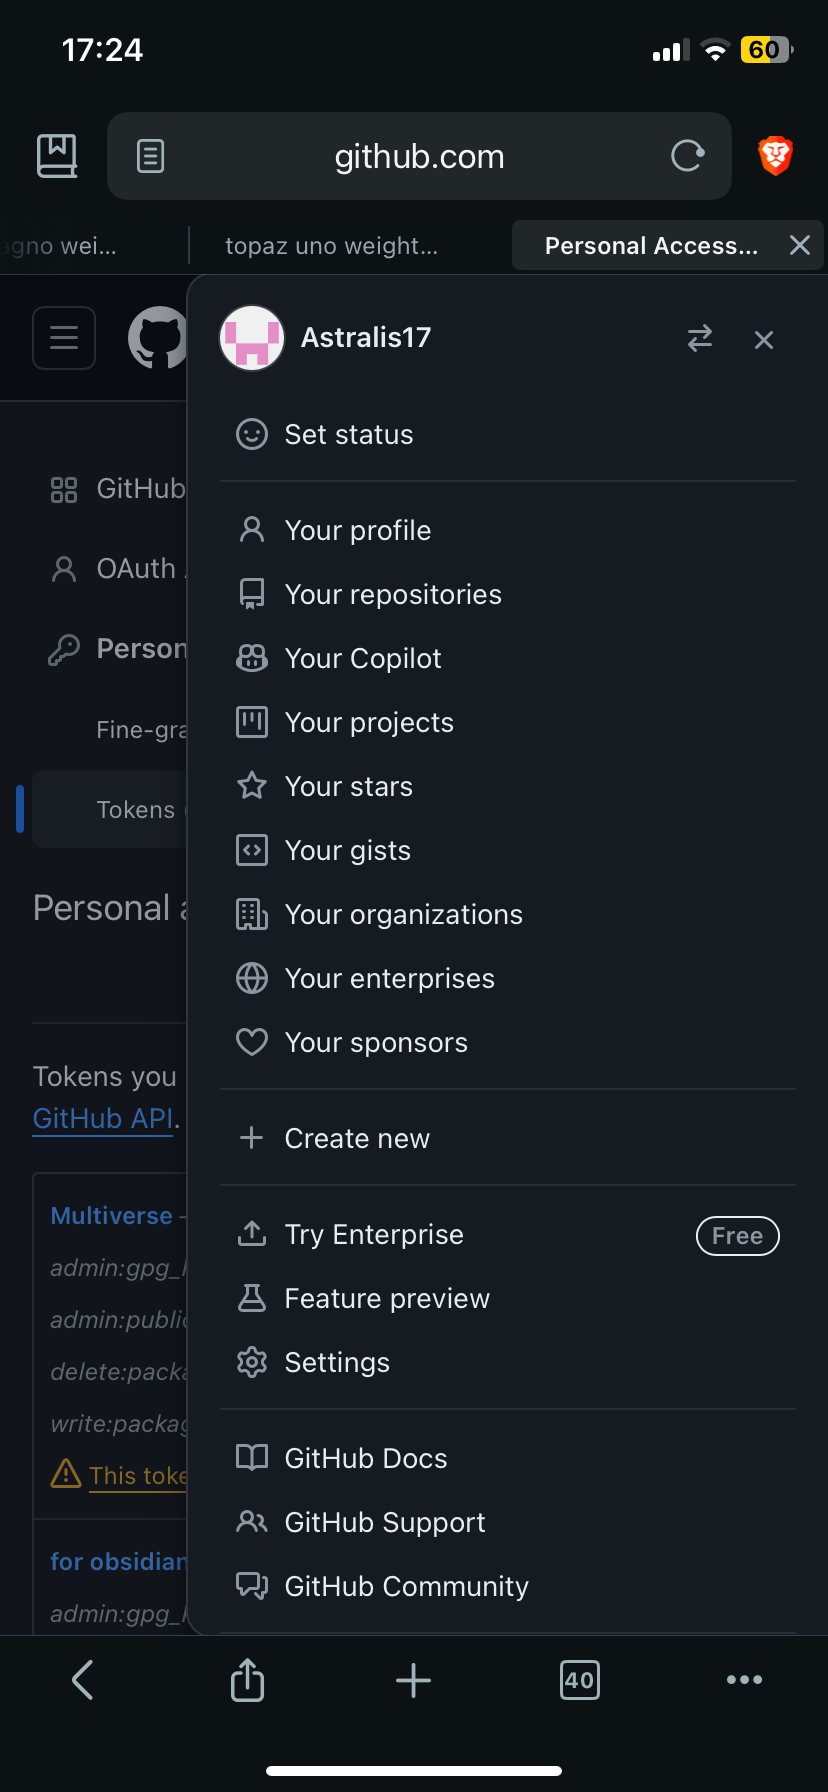 17:24
60
github.com
agno wei...
topaz uno weight...
Personal Access...
Astralis17
Set status
GitHub
Your profile
OAuth
Your repositories
Person
Your Copilot
Fine-gra
Your projects
Your stars
Tokens
Your gists
Personal a
Your organizations
Your enterprises
Your sponsors
Tokens you
GitHub API.
Create new
Multiverse –
Try Enterprise
Free
admin:gpg_
Feature preview
admin:public
Settings
delete:packa
write:packag
GitHub Docs
This toke
GitHub Support
for obsidian
GitHub Community
admin:gpg_
40